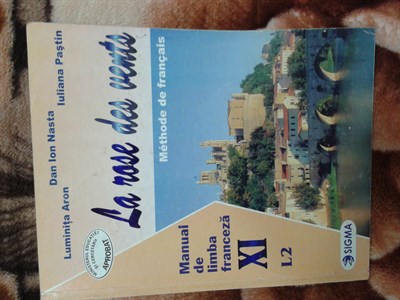 Luminița Aron
Dan Ion Nasta
Iuliana Paștin
La rose des vents
Méthode de français
APROBAT
Manual
de
limba
franceză
XI
L2
SIGMA